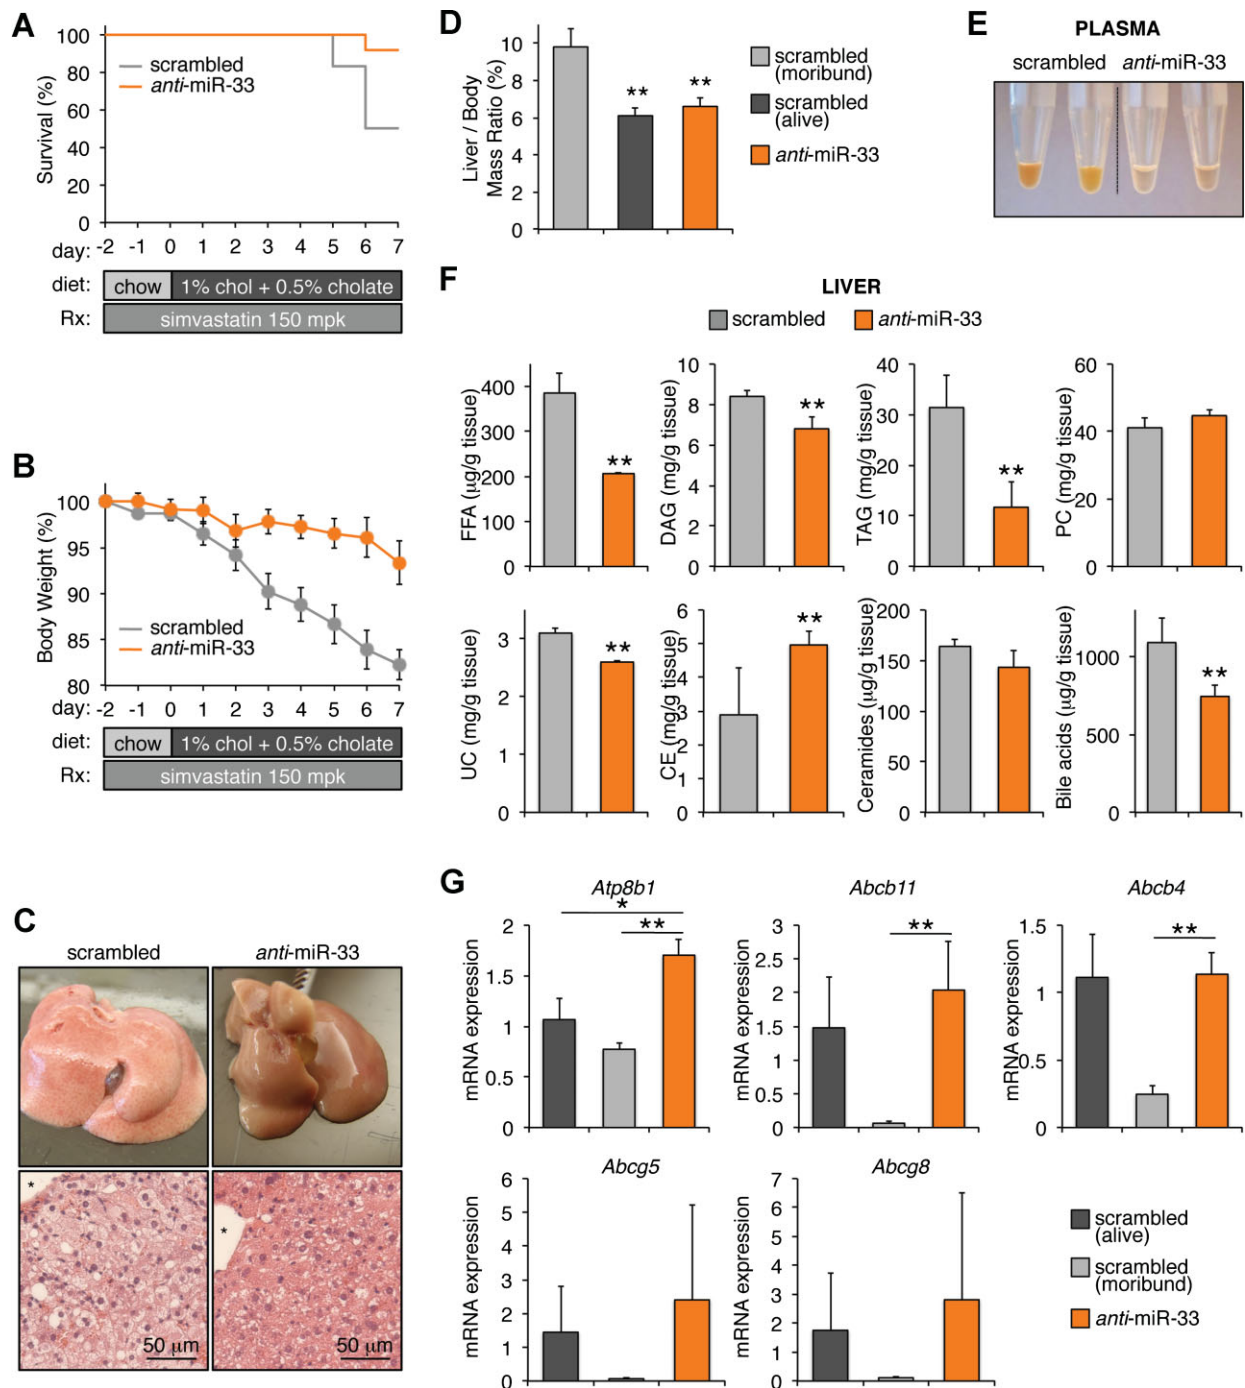 A
Survival (%)
100
80
60
40
20
0
scrambled
anti-miR-33
day: -2 -1 0 1 2 3 4 5 6 7
diet: chow 1% chol + 0.5% cholate
Rx: simvastatin 150 mpk
B
Body Weight (%)
100
95
90
85
80
scrambled
anti-miR-33
day: -2 -1 0 1 2 3 4 5 6 7
diet: chow 1% chol + 0.5% cholate
Rx: simvastatin 150 mpk
C
scrambled anti-miR-33
* *
50 μm 50 μm
D
Liver / Body
Mass Ratio (%)
10
8
6
4
2
0
** **
scrambled
(moribund)
scrambled
(alive)
anti-miR-33
E
PLASMA
scrambled anti-miR-33
F
LIVER
scrambled anti-miR-33
FFA (μg/g tissue)
400
300
200
100
0
**
DAG (mg/g tissue)
10
8
6
4
2
0
**
TAG (mg/g tissue)
40
30
20
10
0
**
PC (mg/g tissue)
60
40
20
0
UC (mg/g tissue)
3
2
1
0
**
CE (mg/g tissue)
6
5
4
3
2
1
0
**
Ceramides (μg/g tissue)
200
150
100
50
0
Bile acids (μg/g tissue)
1000
500
0
**
G
Atp8b1
mRNA expression
2
1.5
1
0.5
0
*
**
Abcb11
mRNA expression
3
2.5
2
1.5
1
0.5
0
**
Abcb4
mRNA expression
1.5
1
0.5
0
**
Abcg5
mRNA expression
6
5
4
3
2
1
0
Abcg8
mRNA expression
7
6
5
4
3
2
1
0
scrambled
(alive)
scrambled
(moribund)
anti-miR-33